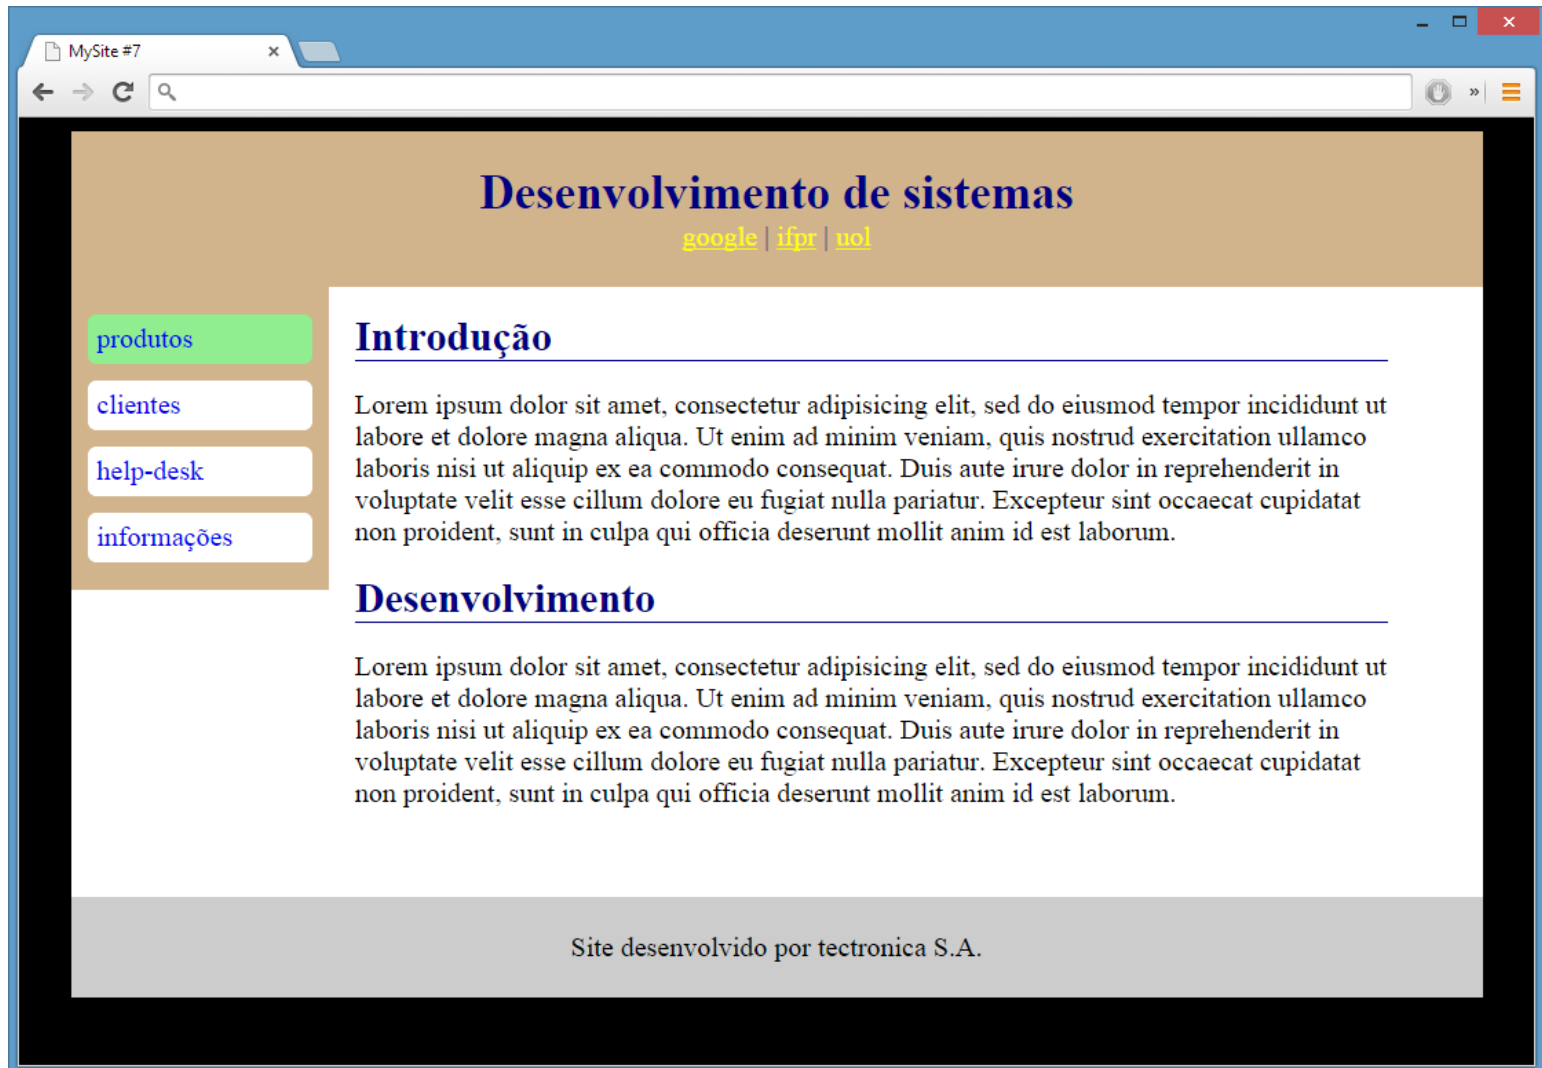 MySite #7
Desenvolvimento de sistemas
google | ifpr | uol
produtos
clientes
help-desk
informações
Introdução
Lorem ipsum dolor sit amet, consectetur adipisicing elit, sed do eiusmod tempor incididunt ut
labore et dolore magna aliqua. Ut enim ad minim veniam, quis nostrud exercitation ullamco
laboris nisi ut aliquip ex ea commodo consequat. Duis aute irure dolor in reprehenderit in
voluptate velit esse cillum dolore eu fugiat nulla pariatur. Excepteur sint occaecat cupidatat
non proident, sunt in culpa qui officia deserunt mollit anim id est laborum.
Desenvolvimento
Lorem ipsum dolor sit amet, consectetur adipisicing elit, sed do eiusmod tempor incididunt ut
labore et dolore magna aliqua. Ut enim ad minim veniam, quis nostrud exercitation ullamco
laboris nisi ut aliquip ex ea commodo consequat. Duis aute irure dolor in reprehenderit in
voluptate velit esse cillum dolore eu fugiat nulla pariatur. Excepteur sint occaecat cupidatat
non proident, sunt in culpa qui officia deserunt mollit anim id est laborum.
Site desenvolvido por tectronica S.A.